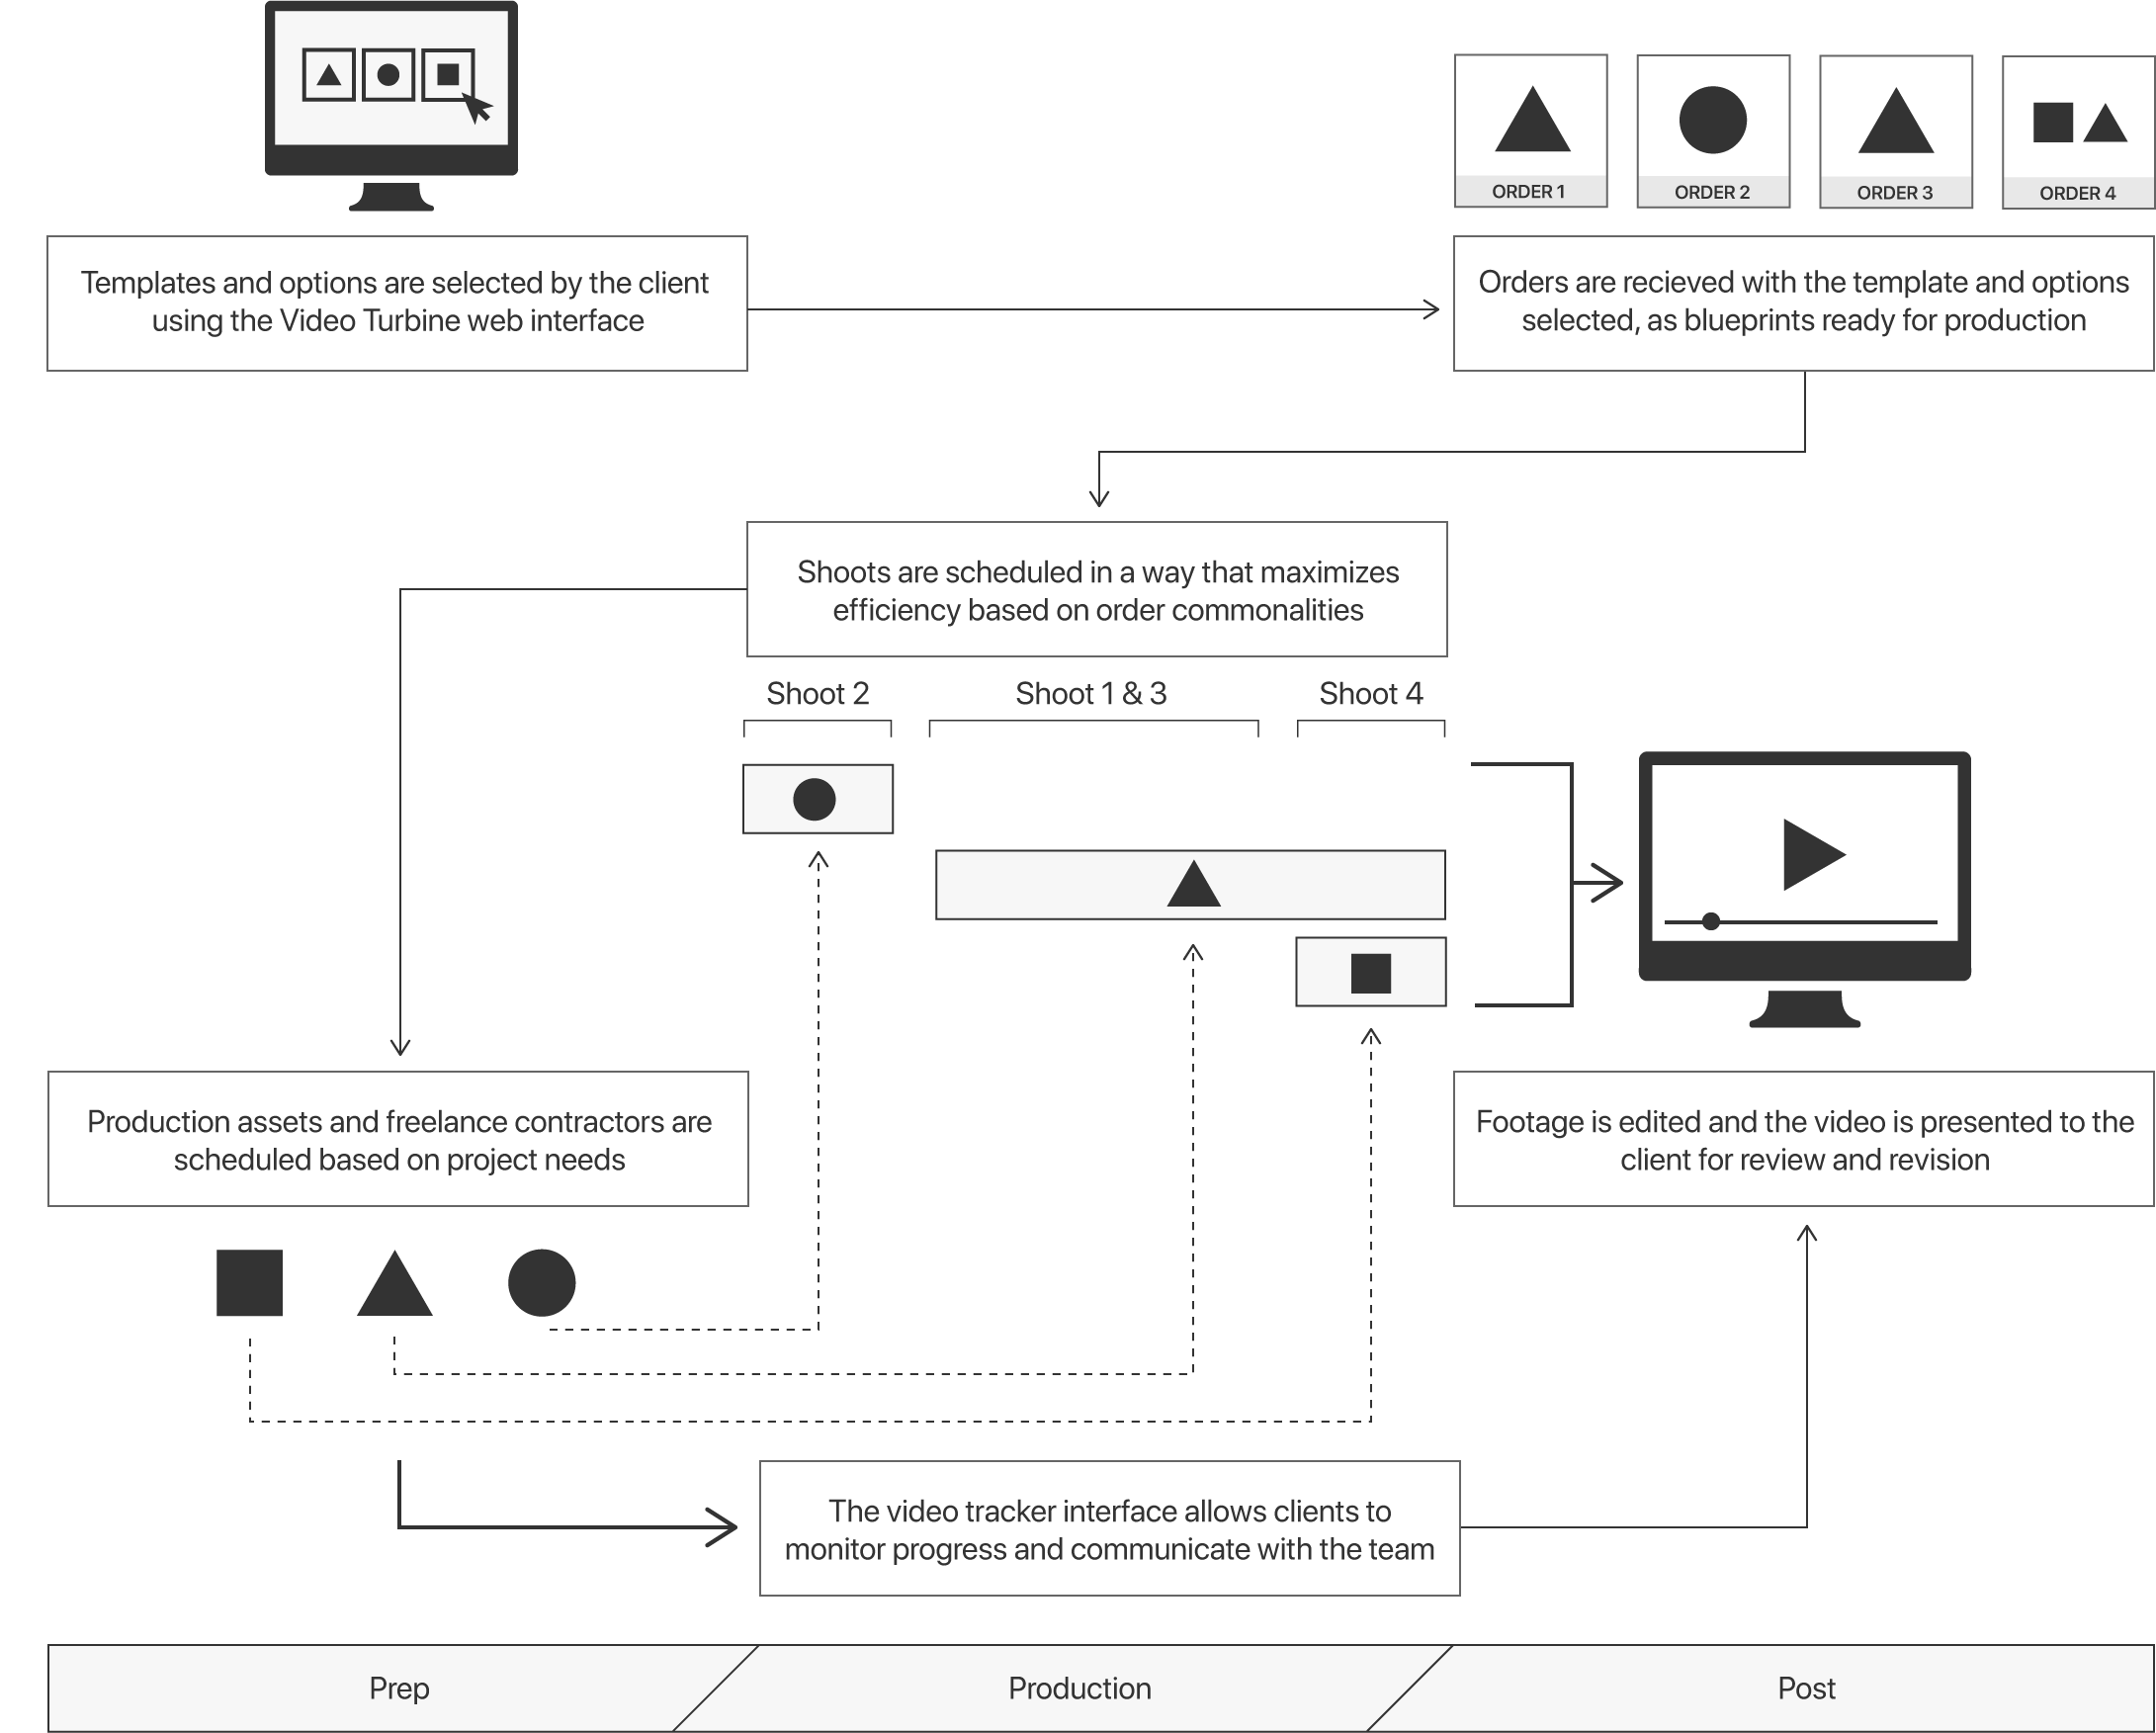 ORDER 1
ORDER 2
ORDER 3
ORDER 4
Templates and options are selected by the client
using the Video Turbine web interface
Orders are recieved with the template and options
selected, as blueprints ready for production
Shoots are scheduled in a way that maximizes
efficiency based on order commonalities
Shoot 2
Shoot 1 & 3
Shoot 4
Production assets and freelance contractors are
scheduled based on project needs
Footage is edited and the video is presented to the
client for review and revision
The video tracker interface allows clients to
monitor progress and communicate with the team
Prep
Production
Post